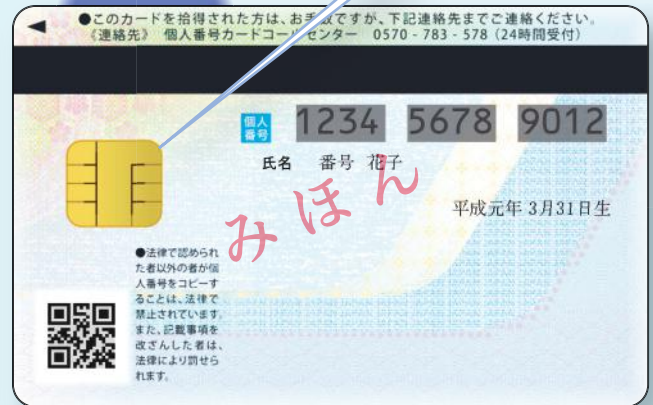 ●このカードを拾得された方は、お手数ですが、下記連絡先までご連絡ください。
《連絡先》 個人番号カードコールセンター 0570-783-578(24時間受付)
個人
番号
1234 5678 9012
氏名 番号 花子
平成元年 3月31日生
みほん
●法律で認められ
た者以外の者が個
人番号をコピーす
ることは、法律で
禁止されています。
また、記載事項を
改ざんした者は、
法律により罰せら
れます。